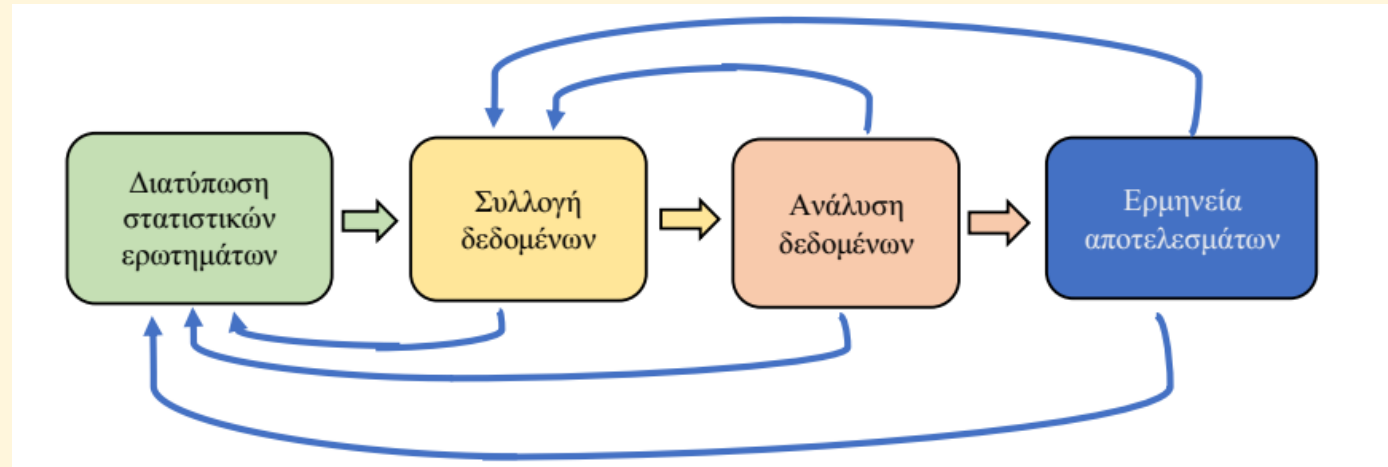 Διατύπωση
στατιστικών
ερωτημάτων
Συλλογή
δεδομένων
Ανάλυση
δεδομένων
Ερμηνεία
αποτελεσμάτων